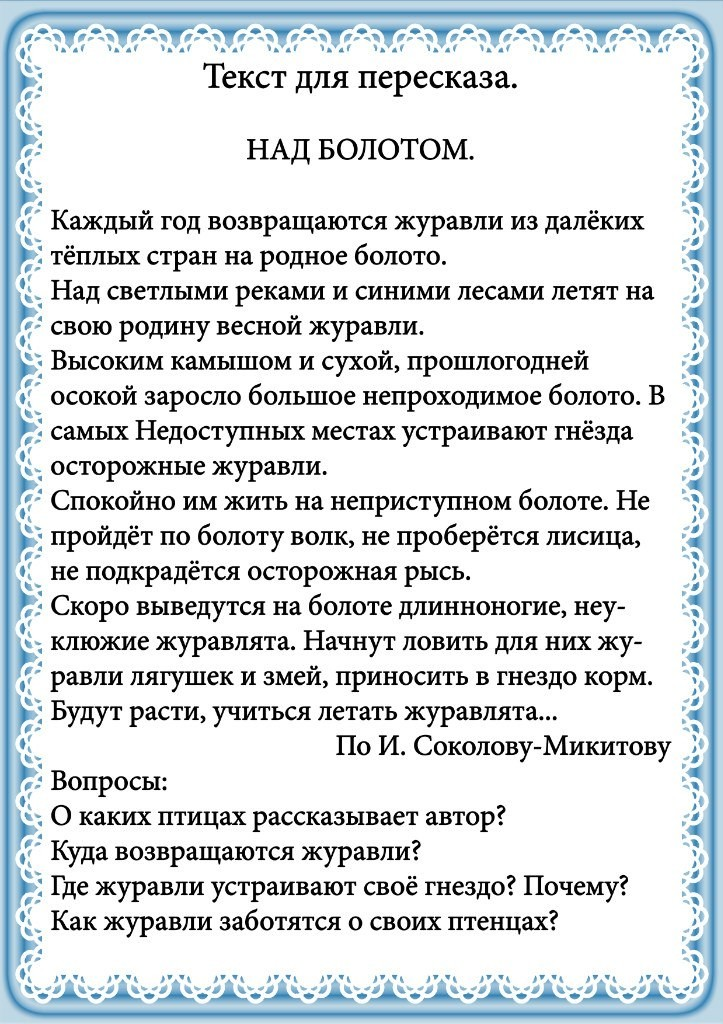 Текст для пересказа.
НАД БОЛОТОМ.
Каждый год возвращаются журавли из далёких
тёплых стран на родное болото.
Над светлыми реками и синими лесами летят на
свою родину весной журавли.
Высоким камышом и сухой, прошлогодней
осокой заросло большое непроходимое болото. В
самых Недоступных местах устраивают гнёзда
осторожные журавли.
Спокойно им жить на неприступном болоте. Не
пройдёт по болоту волк, не проберётся лисица,
не подкрадётся осторожная рысь.
Скоро выведутся на болоте длинноногие, неу-
клюжие журавлята. Начнут ловить для них жу-
равли лягушек и змей, приносить в гнездо корм.
Будут расти, учиться летать журавлята...
По И. Соколову-Микитову
Вопросы:
О каких птицах рассказывает автор?
Куда возвращаются журавли?
Где журавли устраивают своё гнездо? Почему?
Как журавли заботятся о своих птенцах?